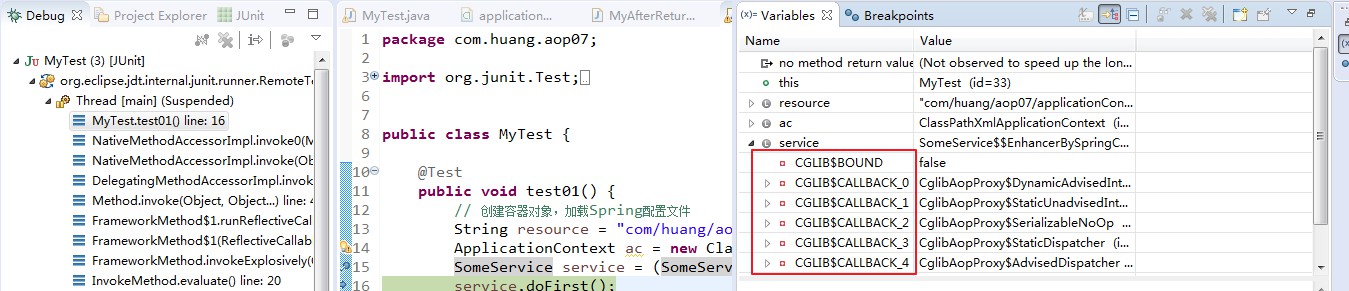 Debug Project Explorer JUnit
MyTest (3) [JUnit]
org.eclipse.jdt.internal.junit.runner.RemoteTe
Thread [main] (Suspended)
MyTest.test01() line: 16
NativeMethodAccessorImpl.invoke0(M
NativeMethodAccessorImpl.invoke(Ob
DelegatingMethodAccessorImpl.invok
Method.invoke(Object, Object...) line: 4
FrameworkMethod$1.runReflectiveCal
FrameworkMethod$1(ReflectiveCallab
FrameworkMethod.invokeExplosively(O
InvokeMethod.evaluate() line: 20
MyTest.java application... MyAfterRetur...
1 package com.huang.aop07;
2
3 import org.junit.Test;
7
8 public class MyTest {
9
10 @Test
11 public void test01() {
12 // 创建容器对象，加载Spring配置文件
13 String resource = "com/huang/ao
14 ApplicationContext ac = new Cla
15 SomeService service = (SomeServ
16 service.doFirst();
(x)= Variables Breakpoints
Name Value
no method return value (Not observed to speed up the lon...
this MyTest (id=33)
resource "com/huang/aop07/applicationCon...
ac ClassPathXmlApplicationContext (i...
service SomeService$$EnhancerBySpringC...
CGLIB$BOUND false
CGLIB$CALLBACK_0 CglibAopProxy$DynamicAdvisedInt...
CGLIB$CALLBACK_1 CglibAopProxy$StaticUnadvisedInt...
CGLIB$CALLBACK_2 CglibAopProxy$SerializableNoOp (...
CGLIB$CALLBACK_3 CglibAopProxy$StaticDispatcher (i...
CGLIB$CALLBACK_4 CglibAopProxy$AdvisedDispatcher